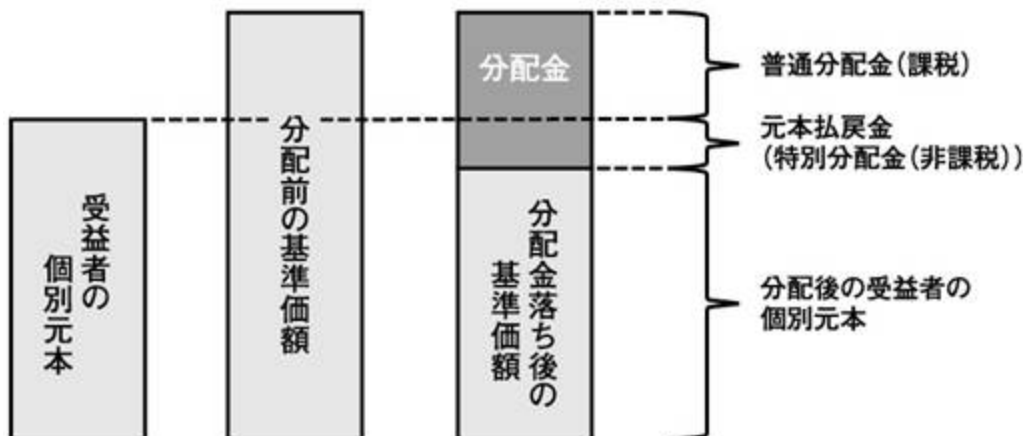 受益者の
個別元本
分配前の基準価額
分配金
分配金落ち後の
基準価額
普通分配金(課税)
元本払戻金
(特別分配金(非課税))
分配後の受益者の
個別元本